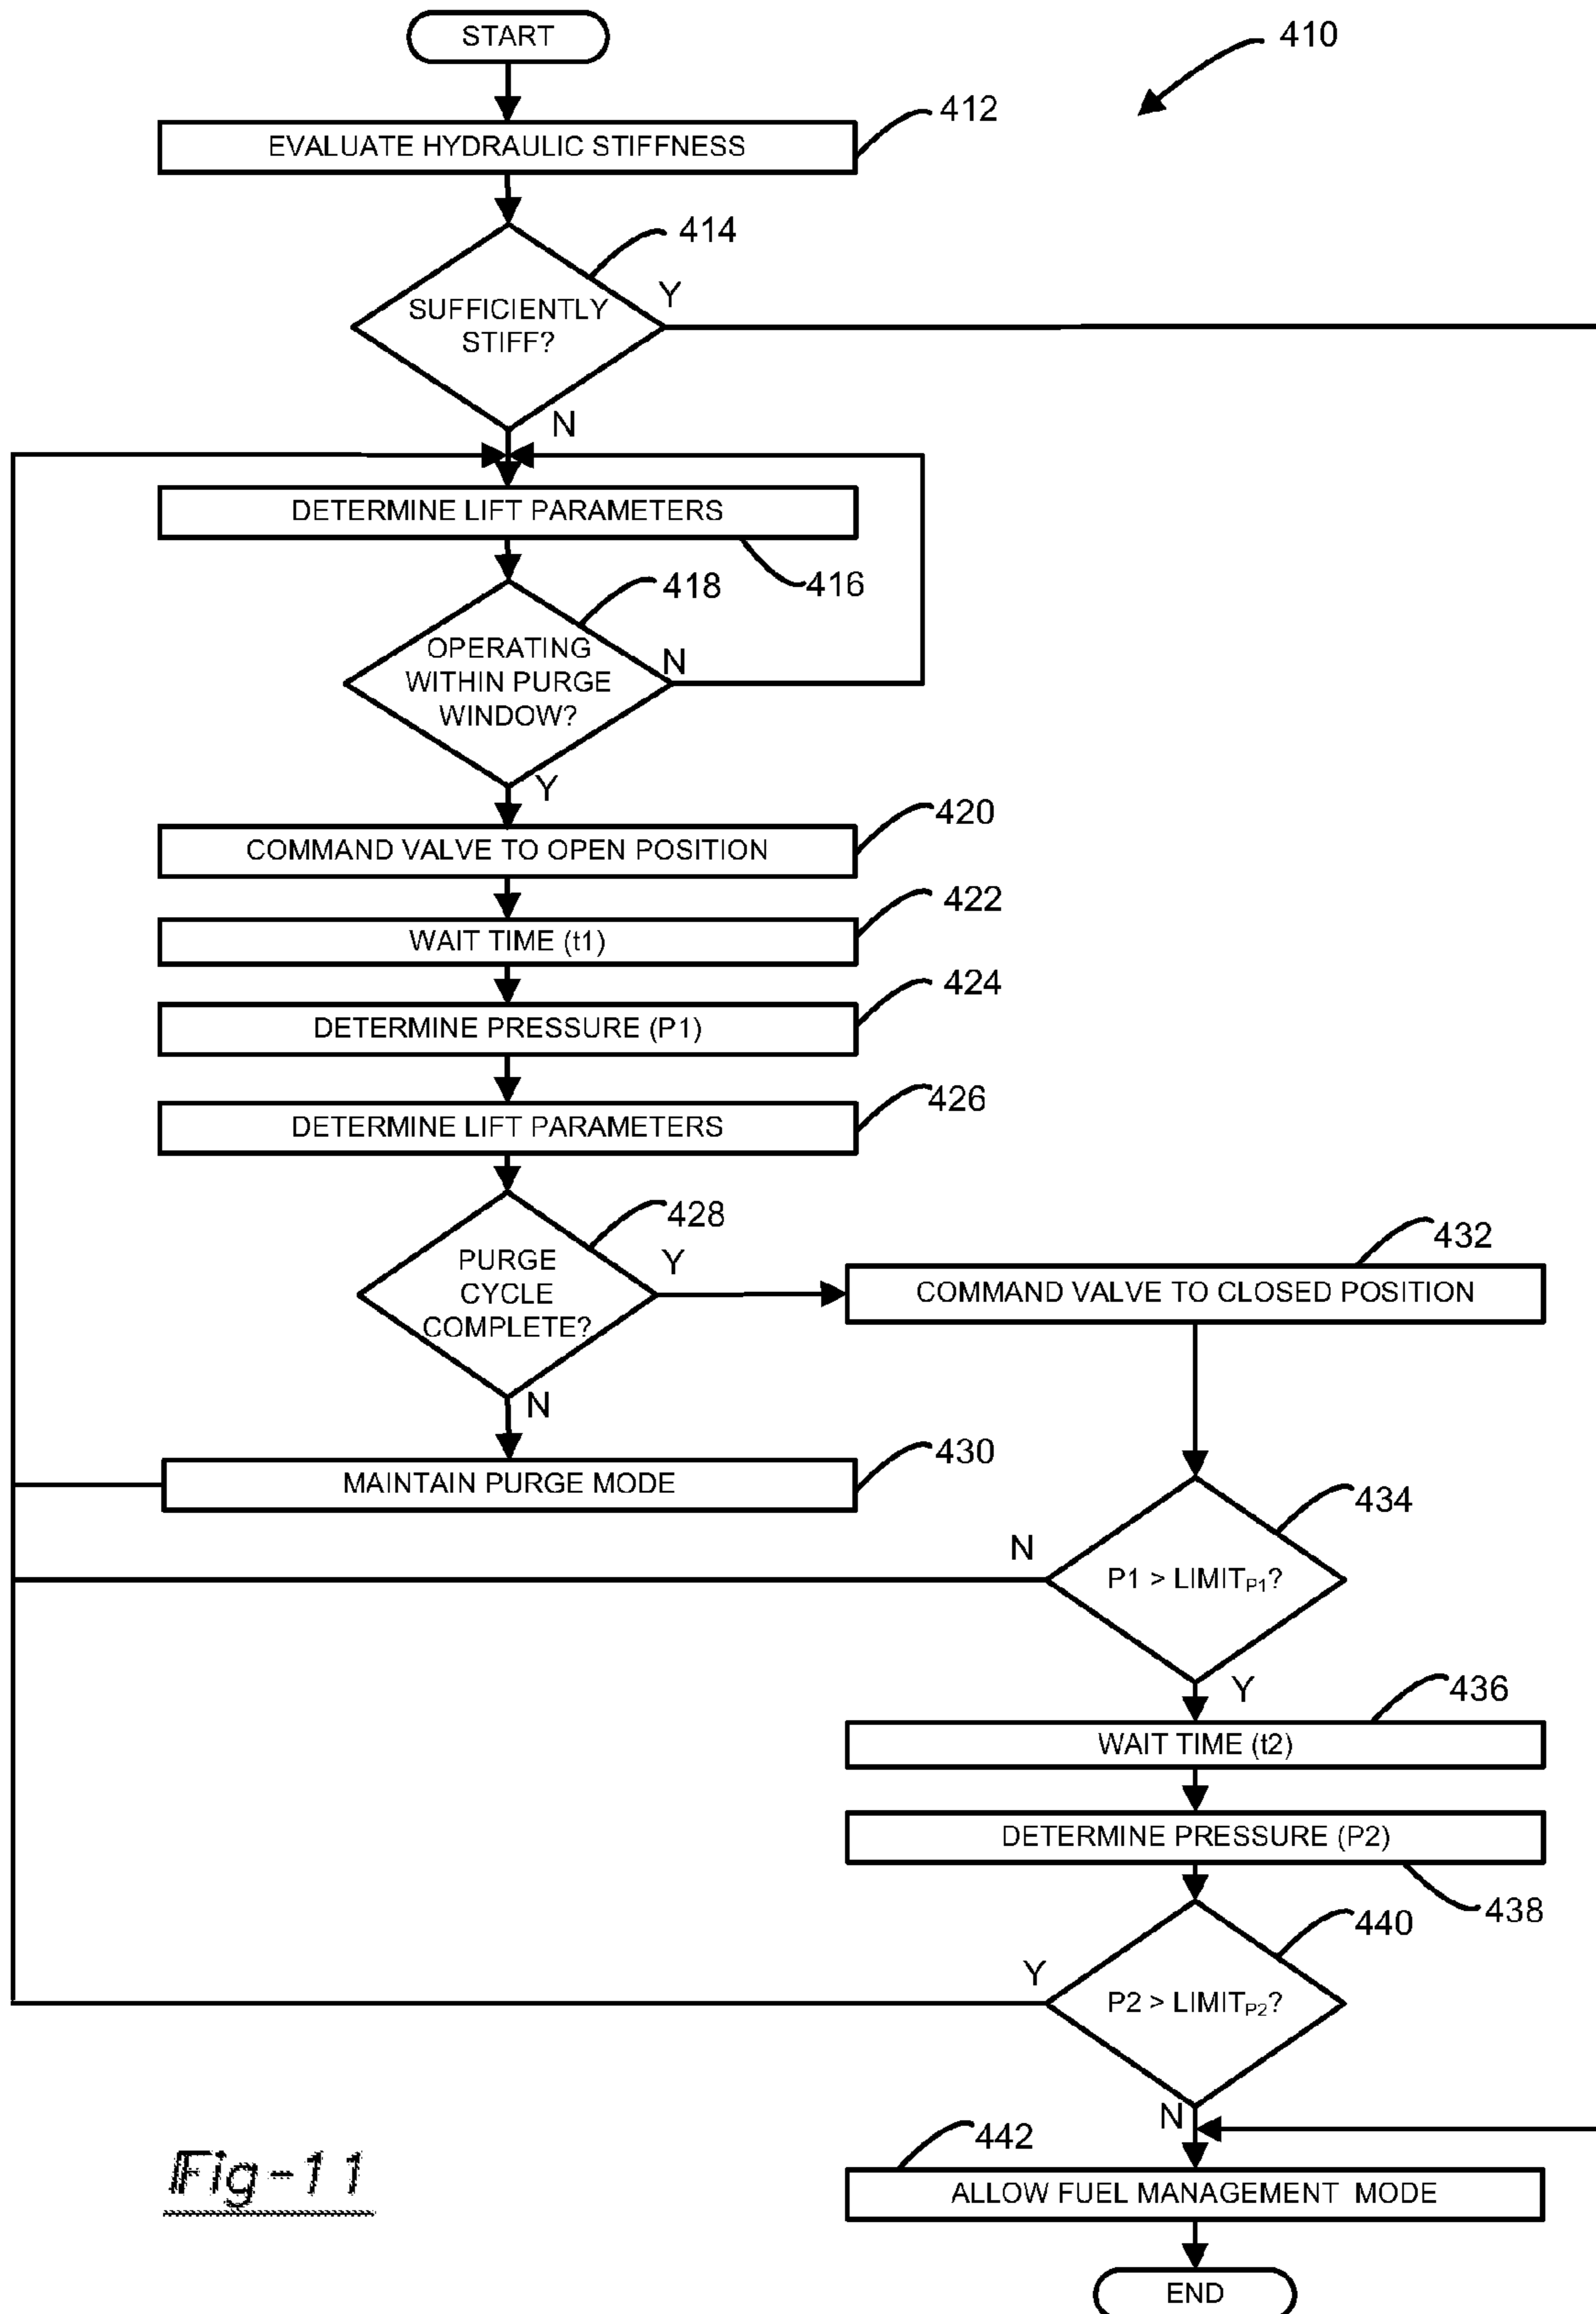 START
410
412
EVALUATE HYDRAULIC STIFFNESS
414
SUFFICIENTLY
STIFF?
Y
N
DETERMINE LIFT PARAMETERS
416
418
OPERATING
WITHIN PURGE
WINDOW?
N
Y
420
COMMAND VALVE TO OPEN POSITION
422
WAIT TIME (t1)
424
DETERMINE PRESSURE (P1)
426
DETERMINE LIFT PARAMETERS
428
PURGE
CYCLE
COMPLETE?
Y
N
432
COMMAND VALVE TO CLOSED POSITION
430
MAINTAIN PURGE MODE
434
N
P1 > LIMITP1?
Y
436
WAIT TIME (t2)
DETERMINE PRESSURE (P2)
438
440
Y
P2 > LIMITP2?
N
442
ALLOW FUEL MANAGEMENT MODE
END
Fig-11